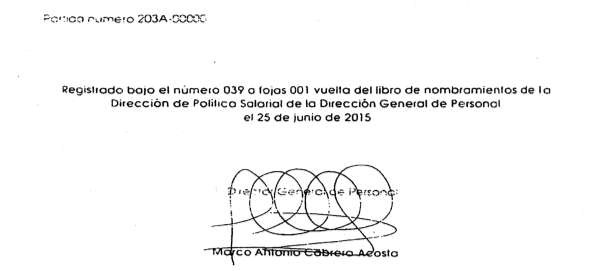 Partida numero 203A-00000
Registrado bajo el número 039 a fojas 001 vuelta del libro de nombramientos de la
Dirección de Política Salarial de la Dirección General de Personal
el 25 de junio de 2015
Director General de Personal
Marco Antonio Cabrera Acosta